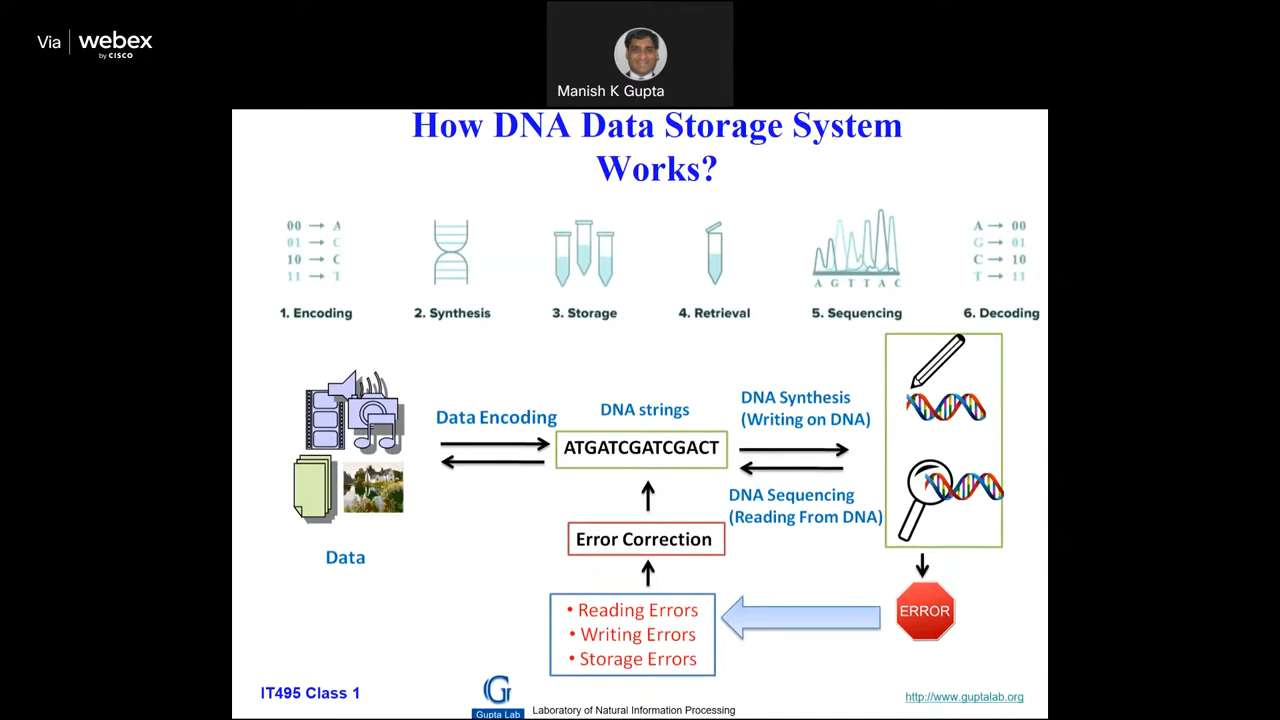 Via webex
by CISCO
Manish K Gupta
How DNA Data Storage System
Works?
00 → A
01 → C
10 → C
11 → T
A G T T A C
A → 00
G → 01
C → 10
T → 11
1. Encoding
2. Synthesis
3. Storage
4. Retrieval
5. Sequencing
6. Decoding
Data Encoding
DNA strings
ATGATCGATCGACT
DNA Synthesis
(Writing on DNA)
DNA Sequencing
(Reading From DNA)
Data
Error Correction
• Reading Errors
• Writing Errors
• Storage Errors
ERROR
IT495 Class 1
G
Gupta Lab
Laboratory of Natural Information Processing
http://www.guptalab.org